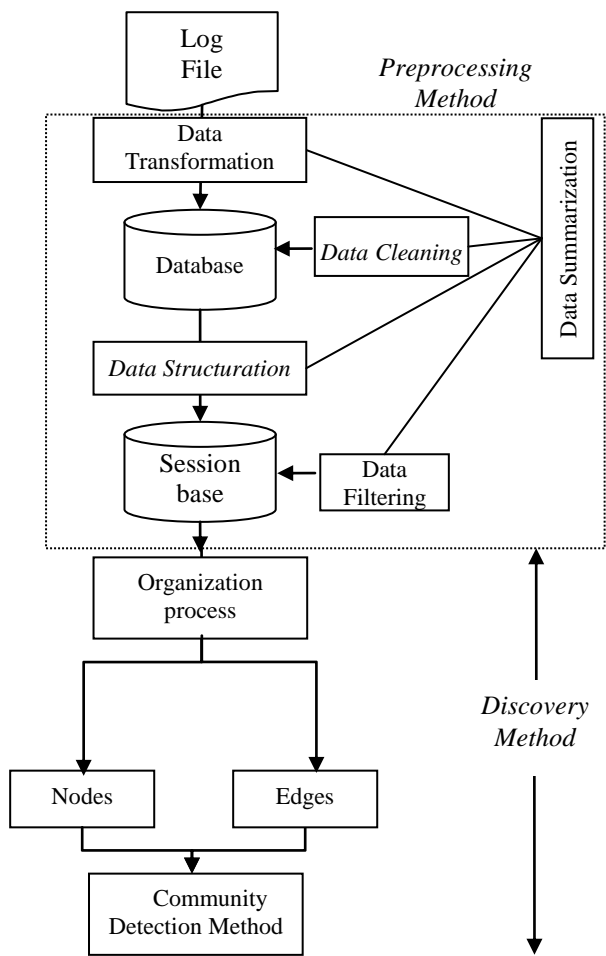 Log
File
Preprocessing
Method
Data
Transformation
Data Summarization
Database
Data Cleaning
Data Structuration
Session
base
Data
Filtering
Organization
process
Discovery
Method
Nodes
Edges
Community
Detection Method